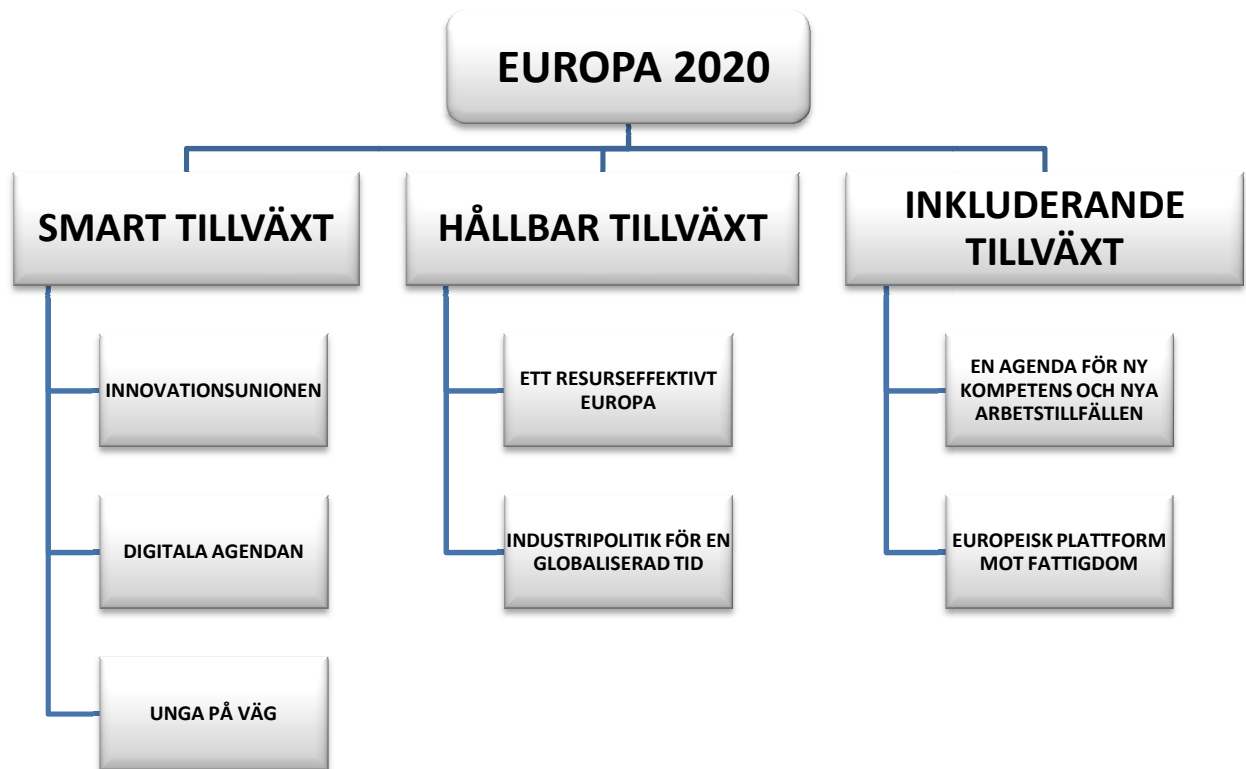 EUROPA 2020
SMART TILLVÄXT
INNOVATIONSUNIONEN
DIGITALA AGENDAN
UNGA PÅ VÄG
HÅLLBAR TILLVÄXT
ETT RESURSEFFEKTIVT
EUROPA
INDUSTRIPOLITIK FÖR EN
GLOBALISERAD TID
INKLUDERANDE
TILLVÄXT
EN AGENDA FÖR NY
KOMPETENS OCH NYA
ARBETSTILLFÄLLEN
EUROPEISK PLATTFORM
MOT FATTIGDOM